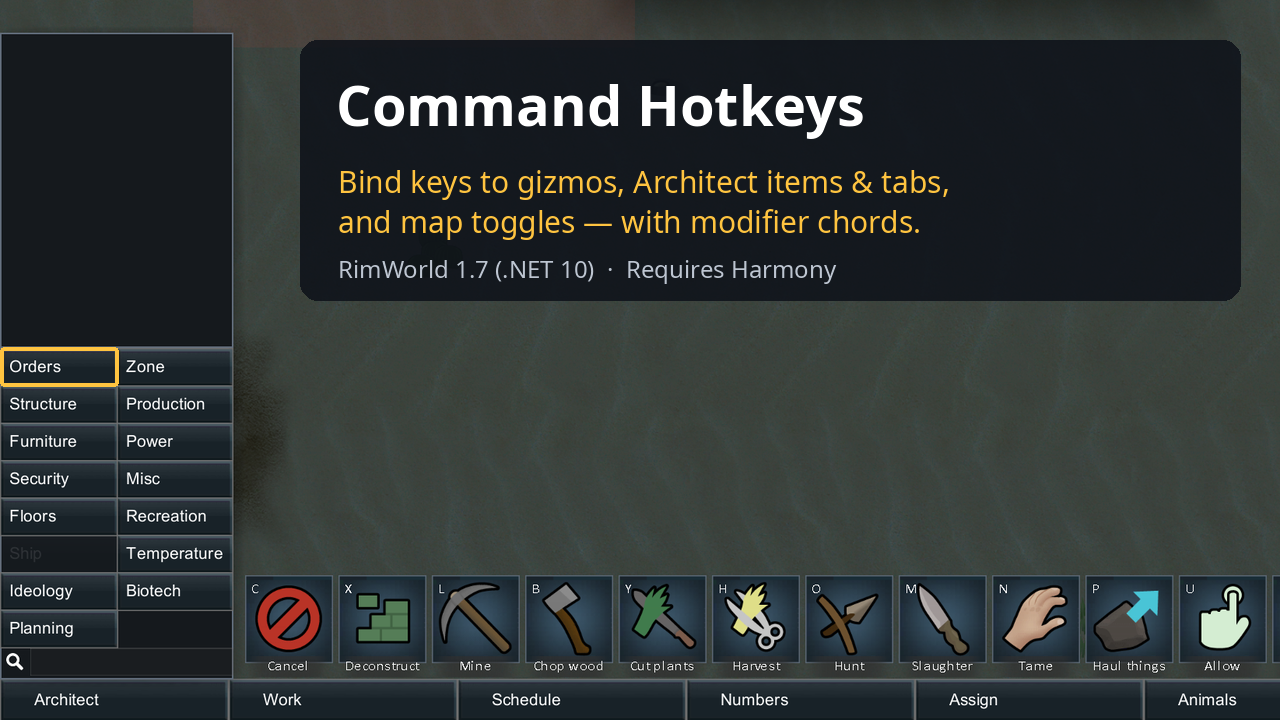 Command Hotkeys
Bind keys to gizmos, Architect items & tabs,
and map toggles — with modifier chords.
RimWorld 1.7 (.NET 10) · Requires Harmony
Orders Zone
Structure Production
Furniture Power
Security Misc
Floors Recreation
Ship Temperature
Ideology Biotech
Planning
C X L B Y H O M N P U
Cancel Deconstruct Mine Chop wood Cut plants Harvest Hunt Slaughter Tame Haul things Allow
Architect Work Schedule Numbers Assign Animals